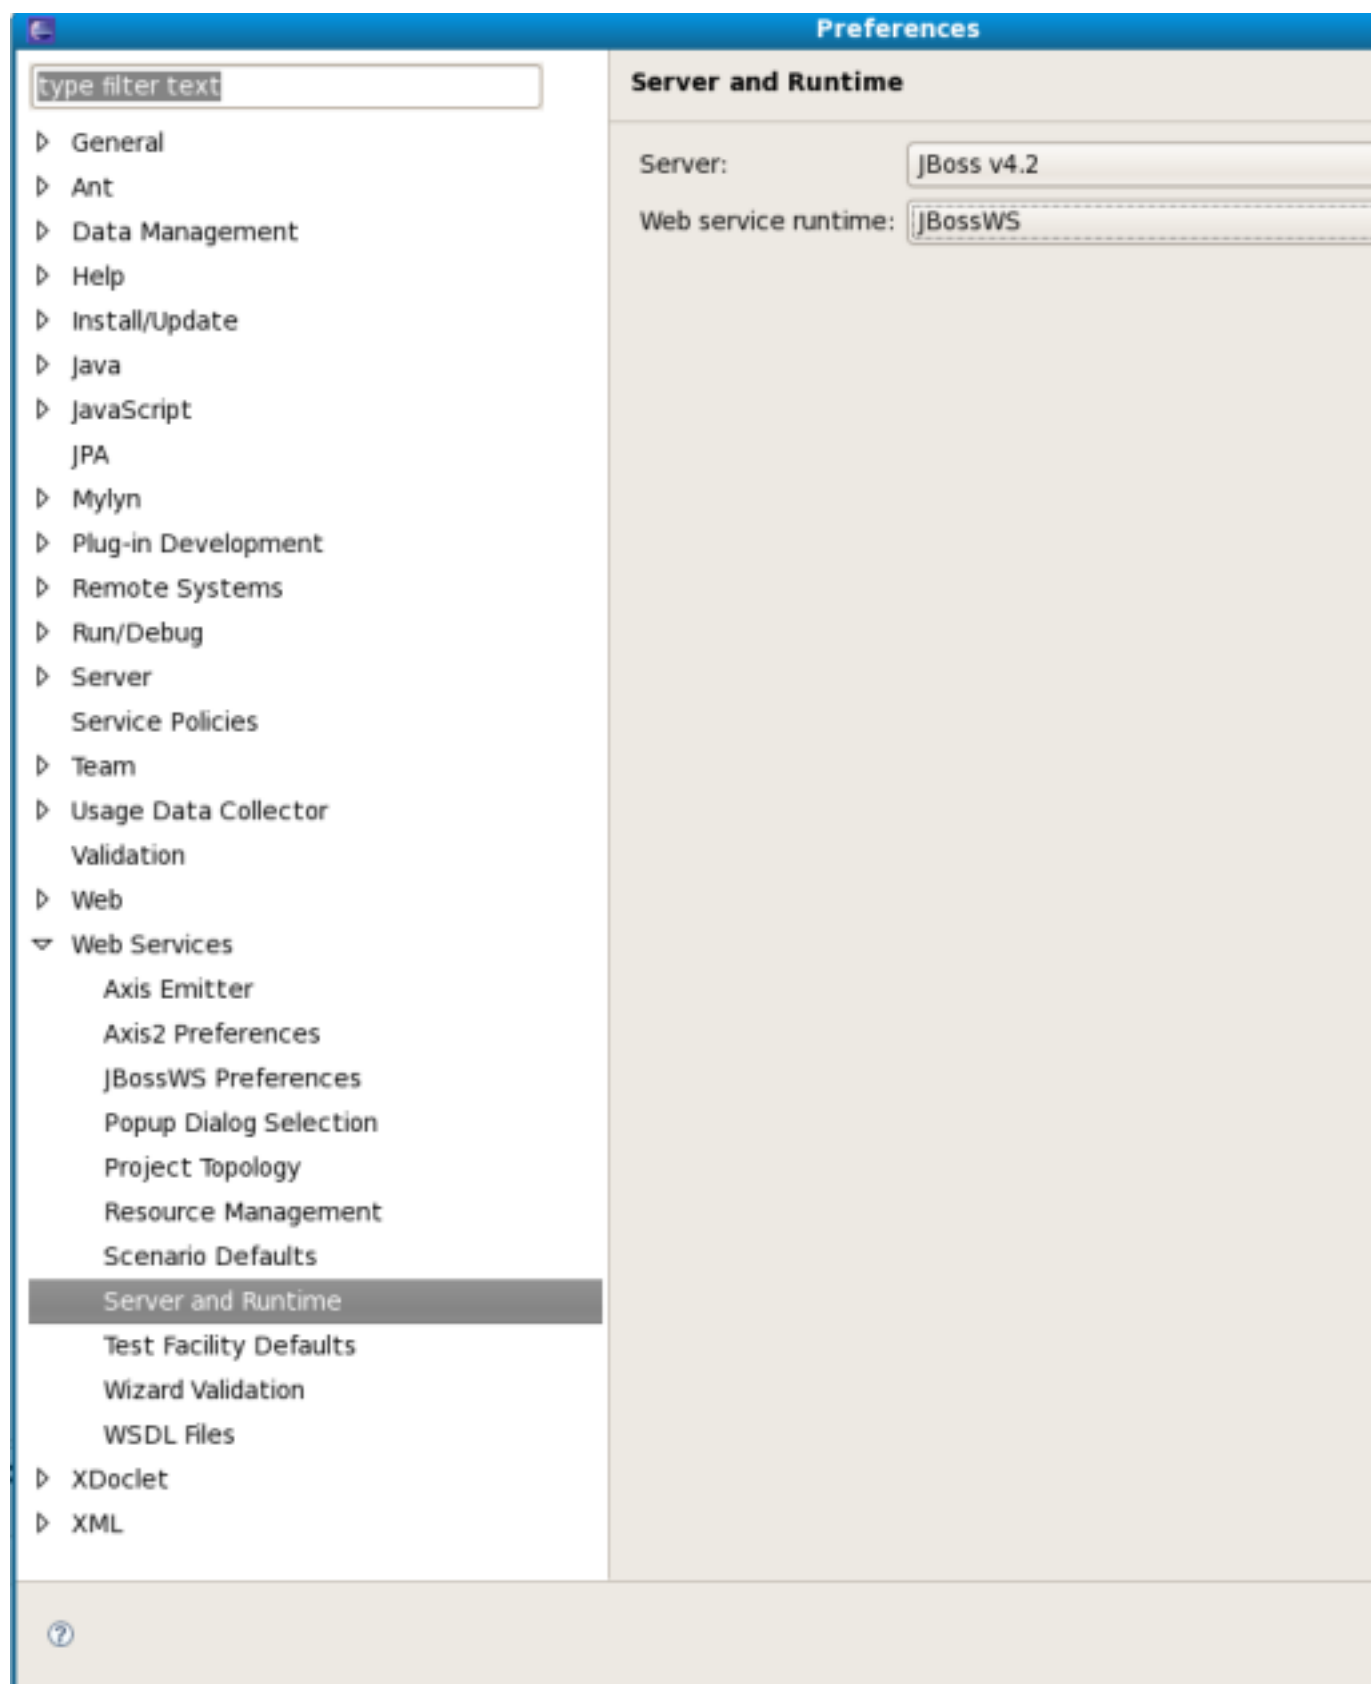 Preferences
type filter text
General
Ant
Data Management
Help
Install/Update
Java
JavaScript
JPA
Mylyn
Plug-in Development
Remote Systems
Run/Debug
Server
Service Policies
Team
Usage Data Collector
Validation
Web
Web Services
Axis Emitter
Axis2 Preferences
JBossWS Preferences
Popup Dialog Selection
Project Topology
Resource Management
Scenario Defaults
Server and Runtime
Test Facility Defaults
Wizard Validation
WSDL Files
XDoclet
XML
Server and Runtime
Server: JBoss v4.2
Web service runtime: JBossWS
?